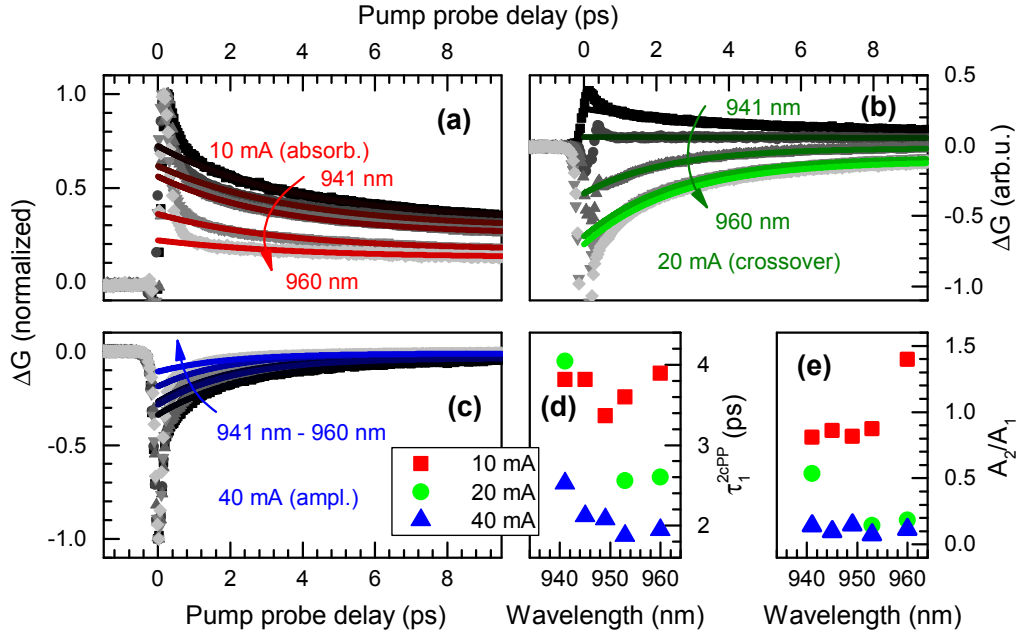 Pump probe delay (ps)
0 2 4 6 8 0 2 4 6 8
1.0
0.5
0.0
(a)
10 mA (absorb.)
941 nm
960 nm
(b)
941 nm
960 nm
20 mA (crossover)
0.5
0.0
-0.5
-1.0
ΔG (arb.u.)
ΔG (normalized)
0.0
-0.5
-1.0
(c)
941 nm - 960 nm
40 mA (ampl.)
10 mA
20 mA
40 mA
(d)
4
3
2
τ₁²ᶜᴾᴾ (ps)
(e)
1.5
1.0
0.5
0.0
A₂/A₁
0 2 4 6 8
940 950 960
940 950 960
Pump probe delay (ps)
Wavelength (nm)
Wavelength (nm)